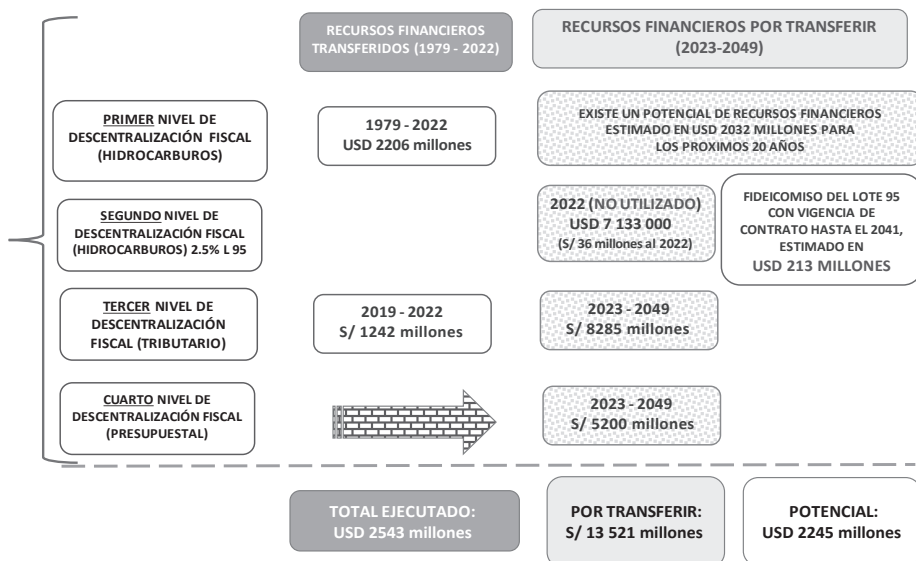 RECURSOS FINANCIEROS
TRANSFERIDOS (1979 - 2022)
RECURSOS FINANCIEROS POR TRANSFERIR
(2023-2049)
PRIMER NIVEL DE
DESCENTRALIZACIÓN FISCAL
(HIDROCARBUROS)
1979 - 2022
USD 2206 millones
EXISTE UN POTENCIAL DE RECURSOS FINANCIEROS
ESTIMADO EN USD 2032 MILLONES PARA
LOS PROXIMOS 20 AÑOS
SEGUNDO NIVEL DE
DESCENTRALIZACIÓN FISCAL
(HIDROCARBUROS) 2.5% L 95
2022 (NO UTILIZADO)
USD 7 133 000
(S/ 36 millones al 2022)
FIDEICOMISO DEL LOTE 95
CON VIGENCIA DE
CONTRATO HASTA EL 2041,
ESTIMADO EN
USD 213 MILLONES
TERCER NIVEL DE
DESCENTRALIZACIÓN
FISCAL (TRIBUTARIO)
2019 - 2022
S/ 1242 millones
2023 - 2049
S/ 8285 millones
CUARTO NIVEL DE
DESCENTRALIZACIÓN FISCAL
(PRESUPUESTAL)
2023 - 2049
S/ 5200 millones
TOTAL EJECUTADO:
USD 2543 millones
POR TRANSFERIR:
S/ 13 521 millones
POTENCIAL:
USD 2245 millones